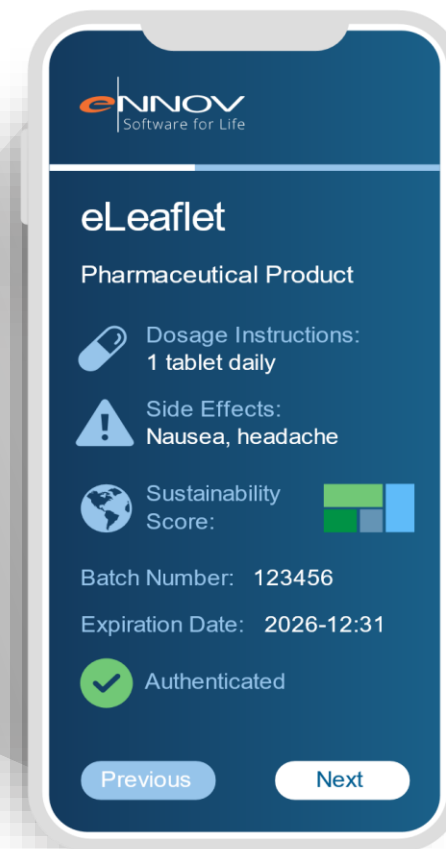 eNNOV
Software for Life
eLeaflet
Pharmaceutical Product
Dosage Instructions:
1 tablet daily
Side Effects:
Nausea, headache
Sustainability
Score:
Batch Number: 123456
Expiration Date: 2026-12:31
Authenticated
Previous
Next